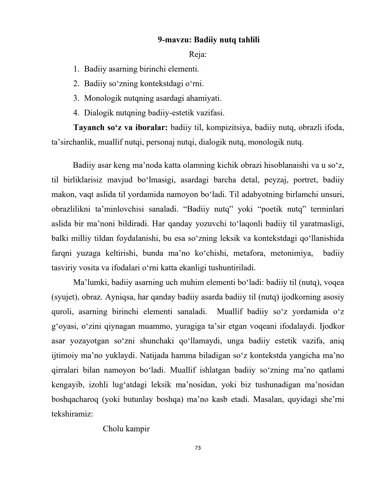 9-mavzu: Badiiy nutq tahlili
Reja:
1. Badiiy asarning birinchi elementi.
2. Badiiy so‘zning kontekstdagi o‘rni.
3. Monologik nutqning asardagi ahamiyati.
4. Dialogik nutqning badiiy-estetik vazifasi.
Tayanch so‘z va iboralar: badiiy til, kompizitsiya, badiiy nutq, obrazli ifoda,
ta’sirchanlik, muallif nutqi, personaj nutqi, dialogik nutq, monologik nutq.
Badiiy asar keng ma’noda katta olamning kichik obrazi hisoblanaishi va u so‘z,
til birliklarisiz mavjud bo‘lmasigi, asardagi barcha detal, peyzaj, portret, badiiy
makon, vaqt aslida til yordamida namoyon bo‘ladi. Til adabyotning birlamchi unsuri,
obrazlilikni ta’minlovchisi sanaladi. “Badiiy nutq” yoki “poetik nutq” terminlari
aslida bir ma’noni bildiradi. Har qanday yozuvchi to‘laqonli badiiy til yaratmasligi,
balki milliy tildan foydalanishi, bu esa so‘zning leksik va kontekstdagi qo‘llanishida
farqni yuzaga keltirishi, bunda ma’no ko‘chishi, metafora, metonimiya, badiiy
tasviriy vosita va ifodalari o‘rni katta ekanligi tushuntiriladi.
Ma’lumki, badiiy asarning uch muhim elementi bo‘ladi: badiiy til (nutq), voqea
(syujet), obraz. Ayniqsa, har qanday badiiy asarda badiiy til (nutq) ijodkorning asosiy
quroli, asarning birinchi elementi sanaladi. Muallif badiiy so‘z yordamida o‘z
g‘oyasi, o‘zini qiynagan muammo, yuragiga ta’sir etgan voqeani ifodalaydi. Ijodkor
asar yozayotgan so‘zni shunchaki qo‘llamaydi, unga badiiy estetik vazifa, aniq
ijtimoiy ma’no yuklaydi. Natijada hamma biladigan so‘z kontekstda yangicha ma’no
qirralari bilan namoyon bo‘ladi. Muallif ishlatgan badiiy so‘zning ma’no qatlami
kengayib, izohli lug‘atdagi leksik ma’nosidan, yoki biz tushunadigan ma’nosidan
boshqacharoq (yoki butunlay boshqa) ma’no kasb etadi. Masalan, quyidagi she’rni
tekshiramiz:
Cholu kampir
73